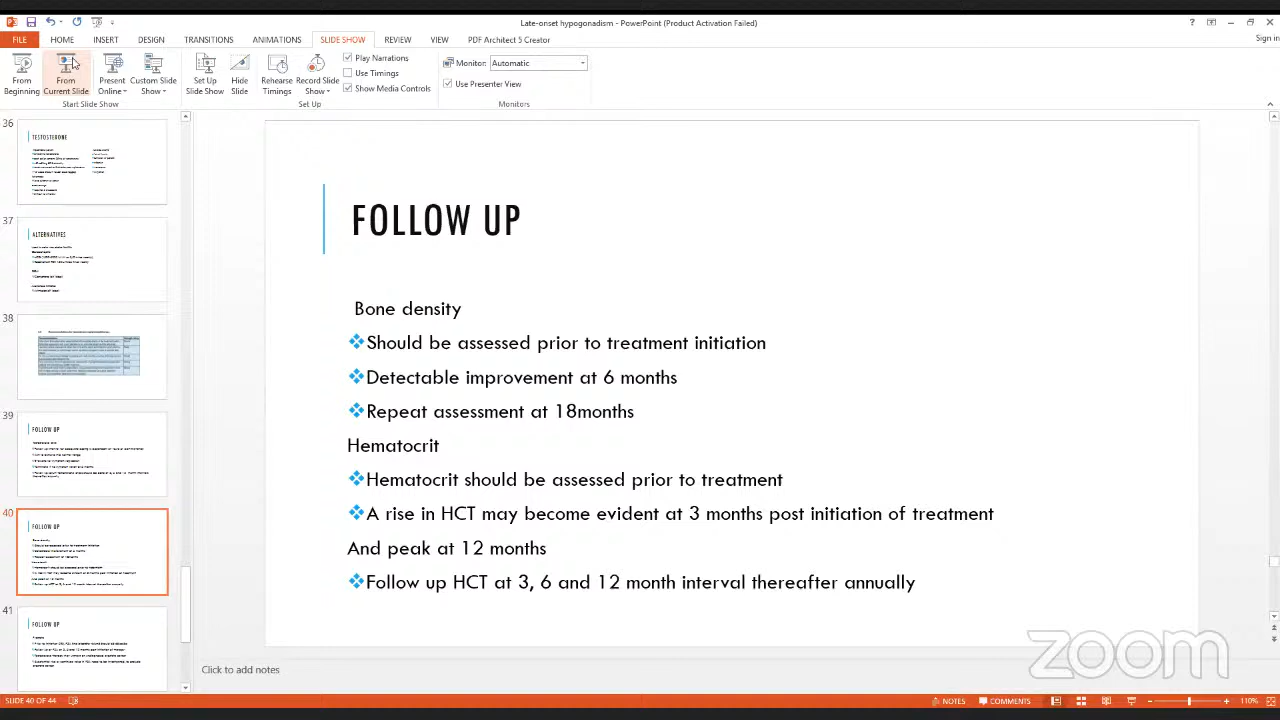 Late-onset hypogonadism - PowerPoint (Product Activation Failed)
FILE HOME INSERT DESIGN TRANSITIONS ANIMATIONS SLIDE SHOW REVIEW VIEW PDF Architect 5 Creator
Sign in
From Beginning
From Current Slide
Present Online
Custom Slide Show
Set Up Slide Show
Hide Slide
Rehearse Timings
Record Slide Show
Play Narrations
Use Timings
Show Media Controls
Monitor: Automatic
Use Presenter View
Start Slide Show
Set Up
Monitors
36
TESTOSTERONE
37
ALTERNATIVES
38
39
FOLLOW UP
40
FOLLOW UP
41
FOLLOW UP
FOLLOW UP
Bone density
Should be assessed prior to treatment initiation
Detectable improvement at 6 months
Repeat assessment at 18months
Hematocrit
Hematocrit should be assessed prior to treatment
A rise in HCT may become evident at 3 months post initiation of treatment
And peak at 12 months
Follow up HCT at 3, 6 and 12 month interval thereafter annually
zoom
Click to add notes
SLIDE 40 OF 44
NOTES
COMMENTS
110%